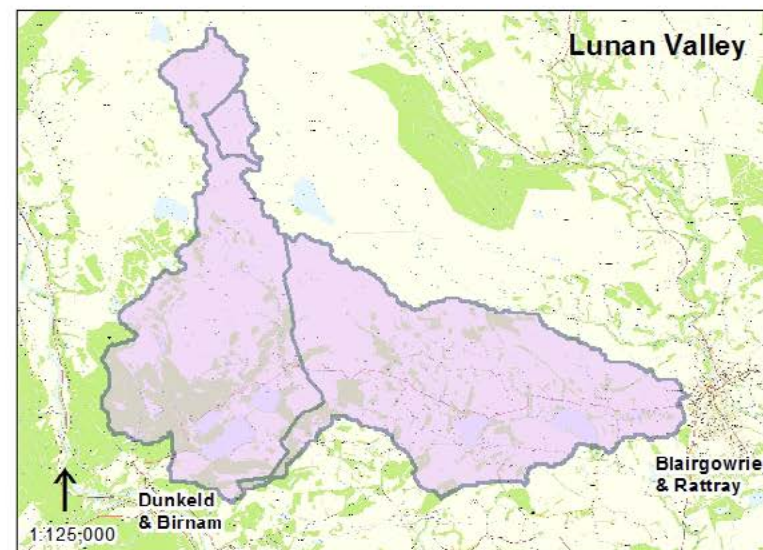 Lunan Valley
Blairgowrie
& Rattray
Dunkeld
& Birnam
1:125,000